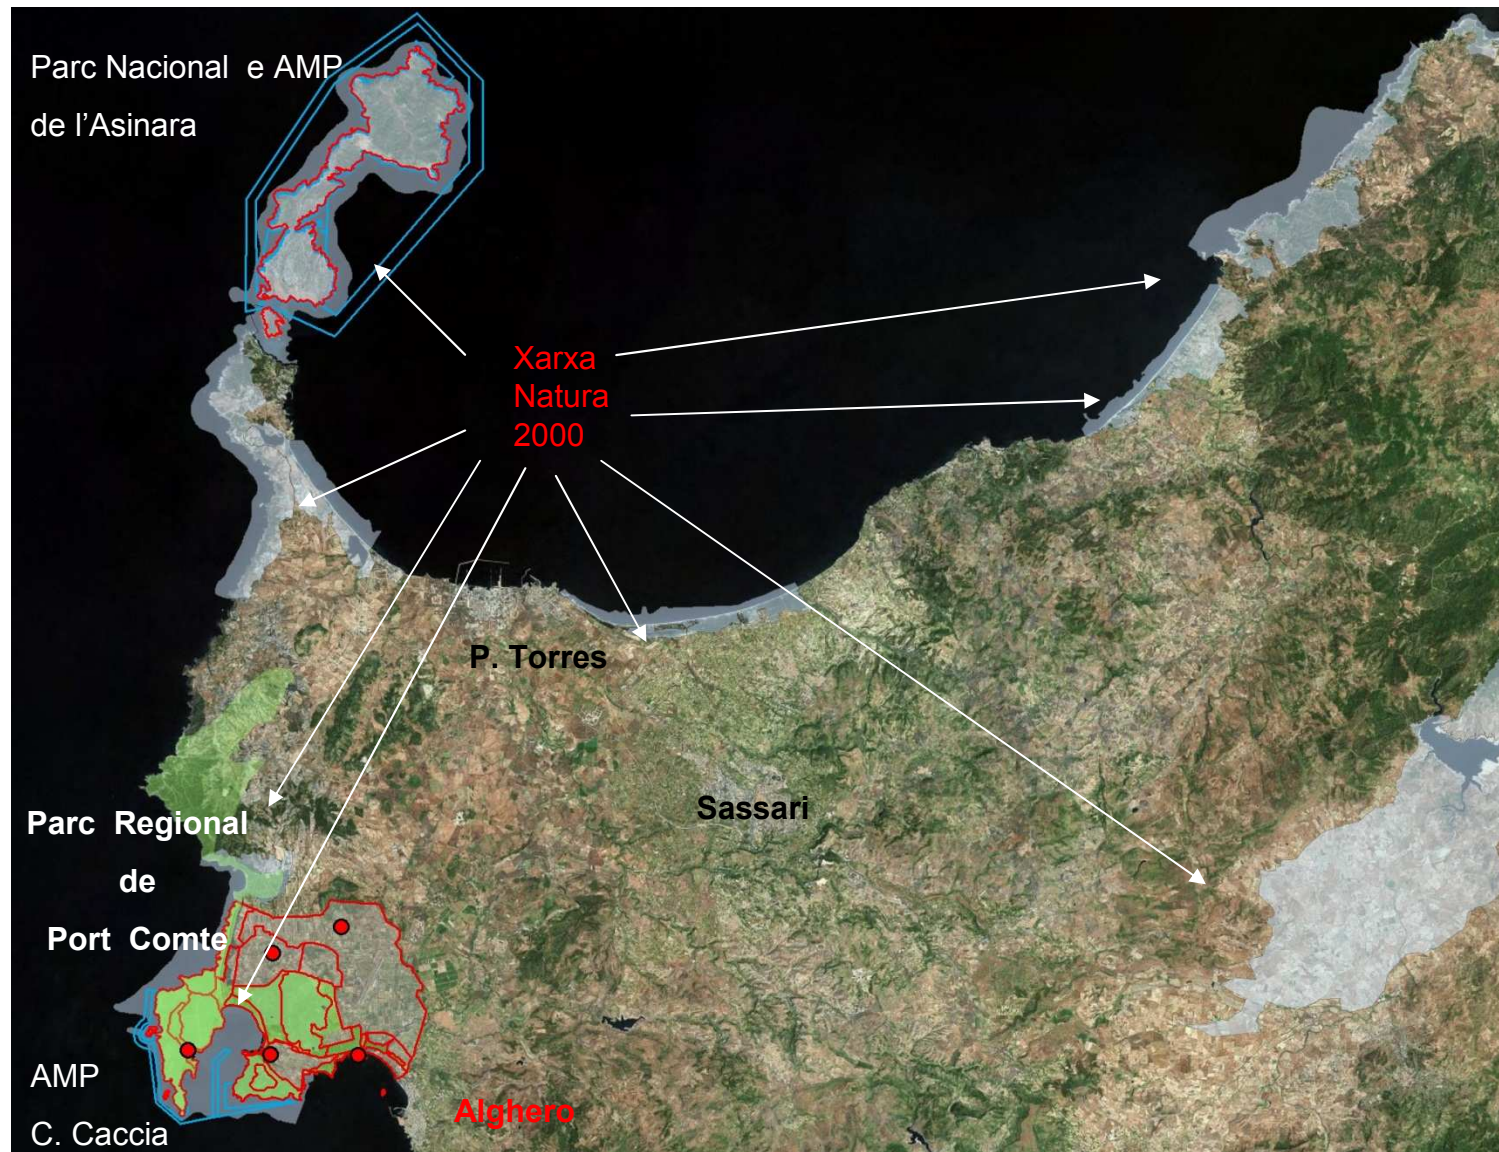 Parc Nacional e AMP
de l’Asinara
Xarxa
Natura
2000
P. Torres
Sassari
Parc Regional
de
Port Comte
AMP
C. Caccia
Alghero